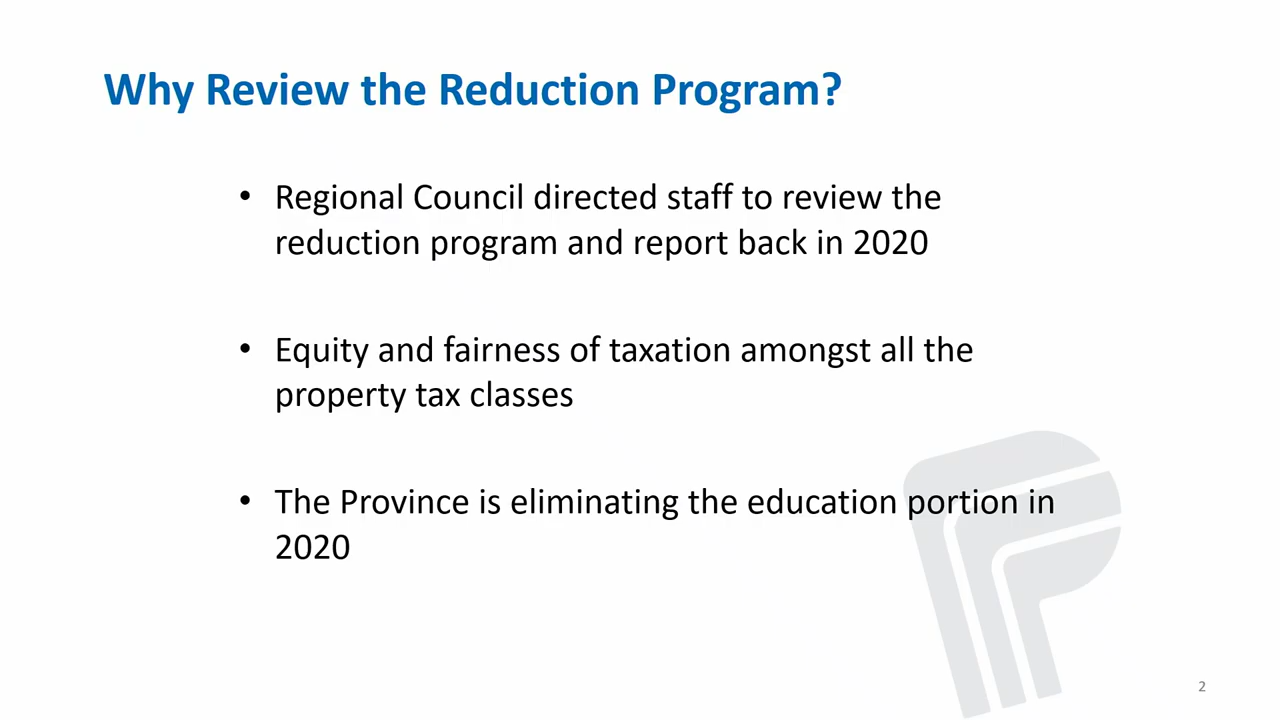 Why Review the Reduction Program?
• Regional Council directed staff to review the
reduction program and report back in 2020
• Equity and fairness of taxation amongst all the
property tax classes
• The Province is eliminating the education portion in
2020
2